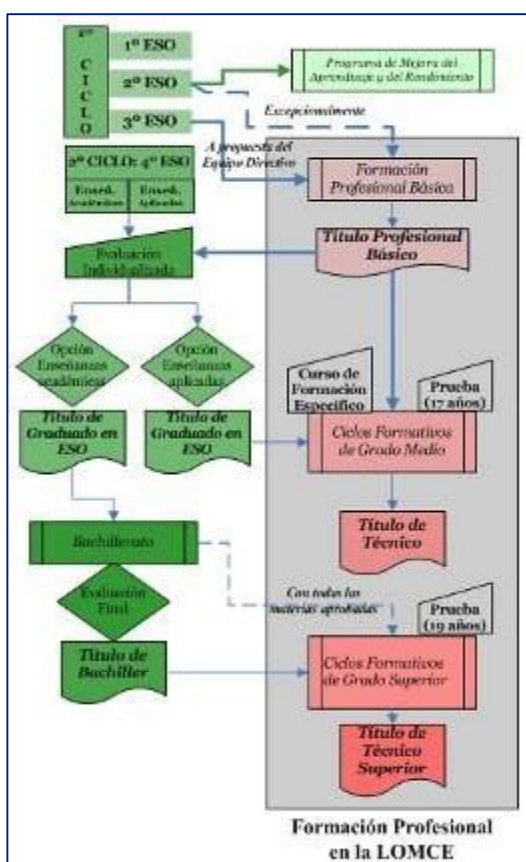 1er
CICLO
1º ESO
2º ESO
3º ESO
Programa de Mejora del
Aprendizaje y del Rendimiento
Excepcionalmente
A propuesta del
Equipo Directivo
2º CICLO: 4º ESO
Enseñ.
Académicas
Enseñ.
Aplicadas
Formación
Profesional Básica
Evaluación
Individualizada
Título Profesional
Básico
Opción
Enseñanzas
académicas
Opción
Enseñanzas
aplicadas
Curso de
Formación
Específico
Prueba
(17 años)
Título de
Graduado en
ESO
Título de
Graduado en
ESO
Ciclos Formativos
de Grado Medio
Título de
Técnico
Bachillerato
Evaluación
Final
Con todas las
materias aprobadas
Prueba
(19 años)
Título de
Bachiller
Ciclos Formativos
de Grado Superior
Título de
Técnico
Superior
Formación Profesional
en la LOMCE